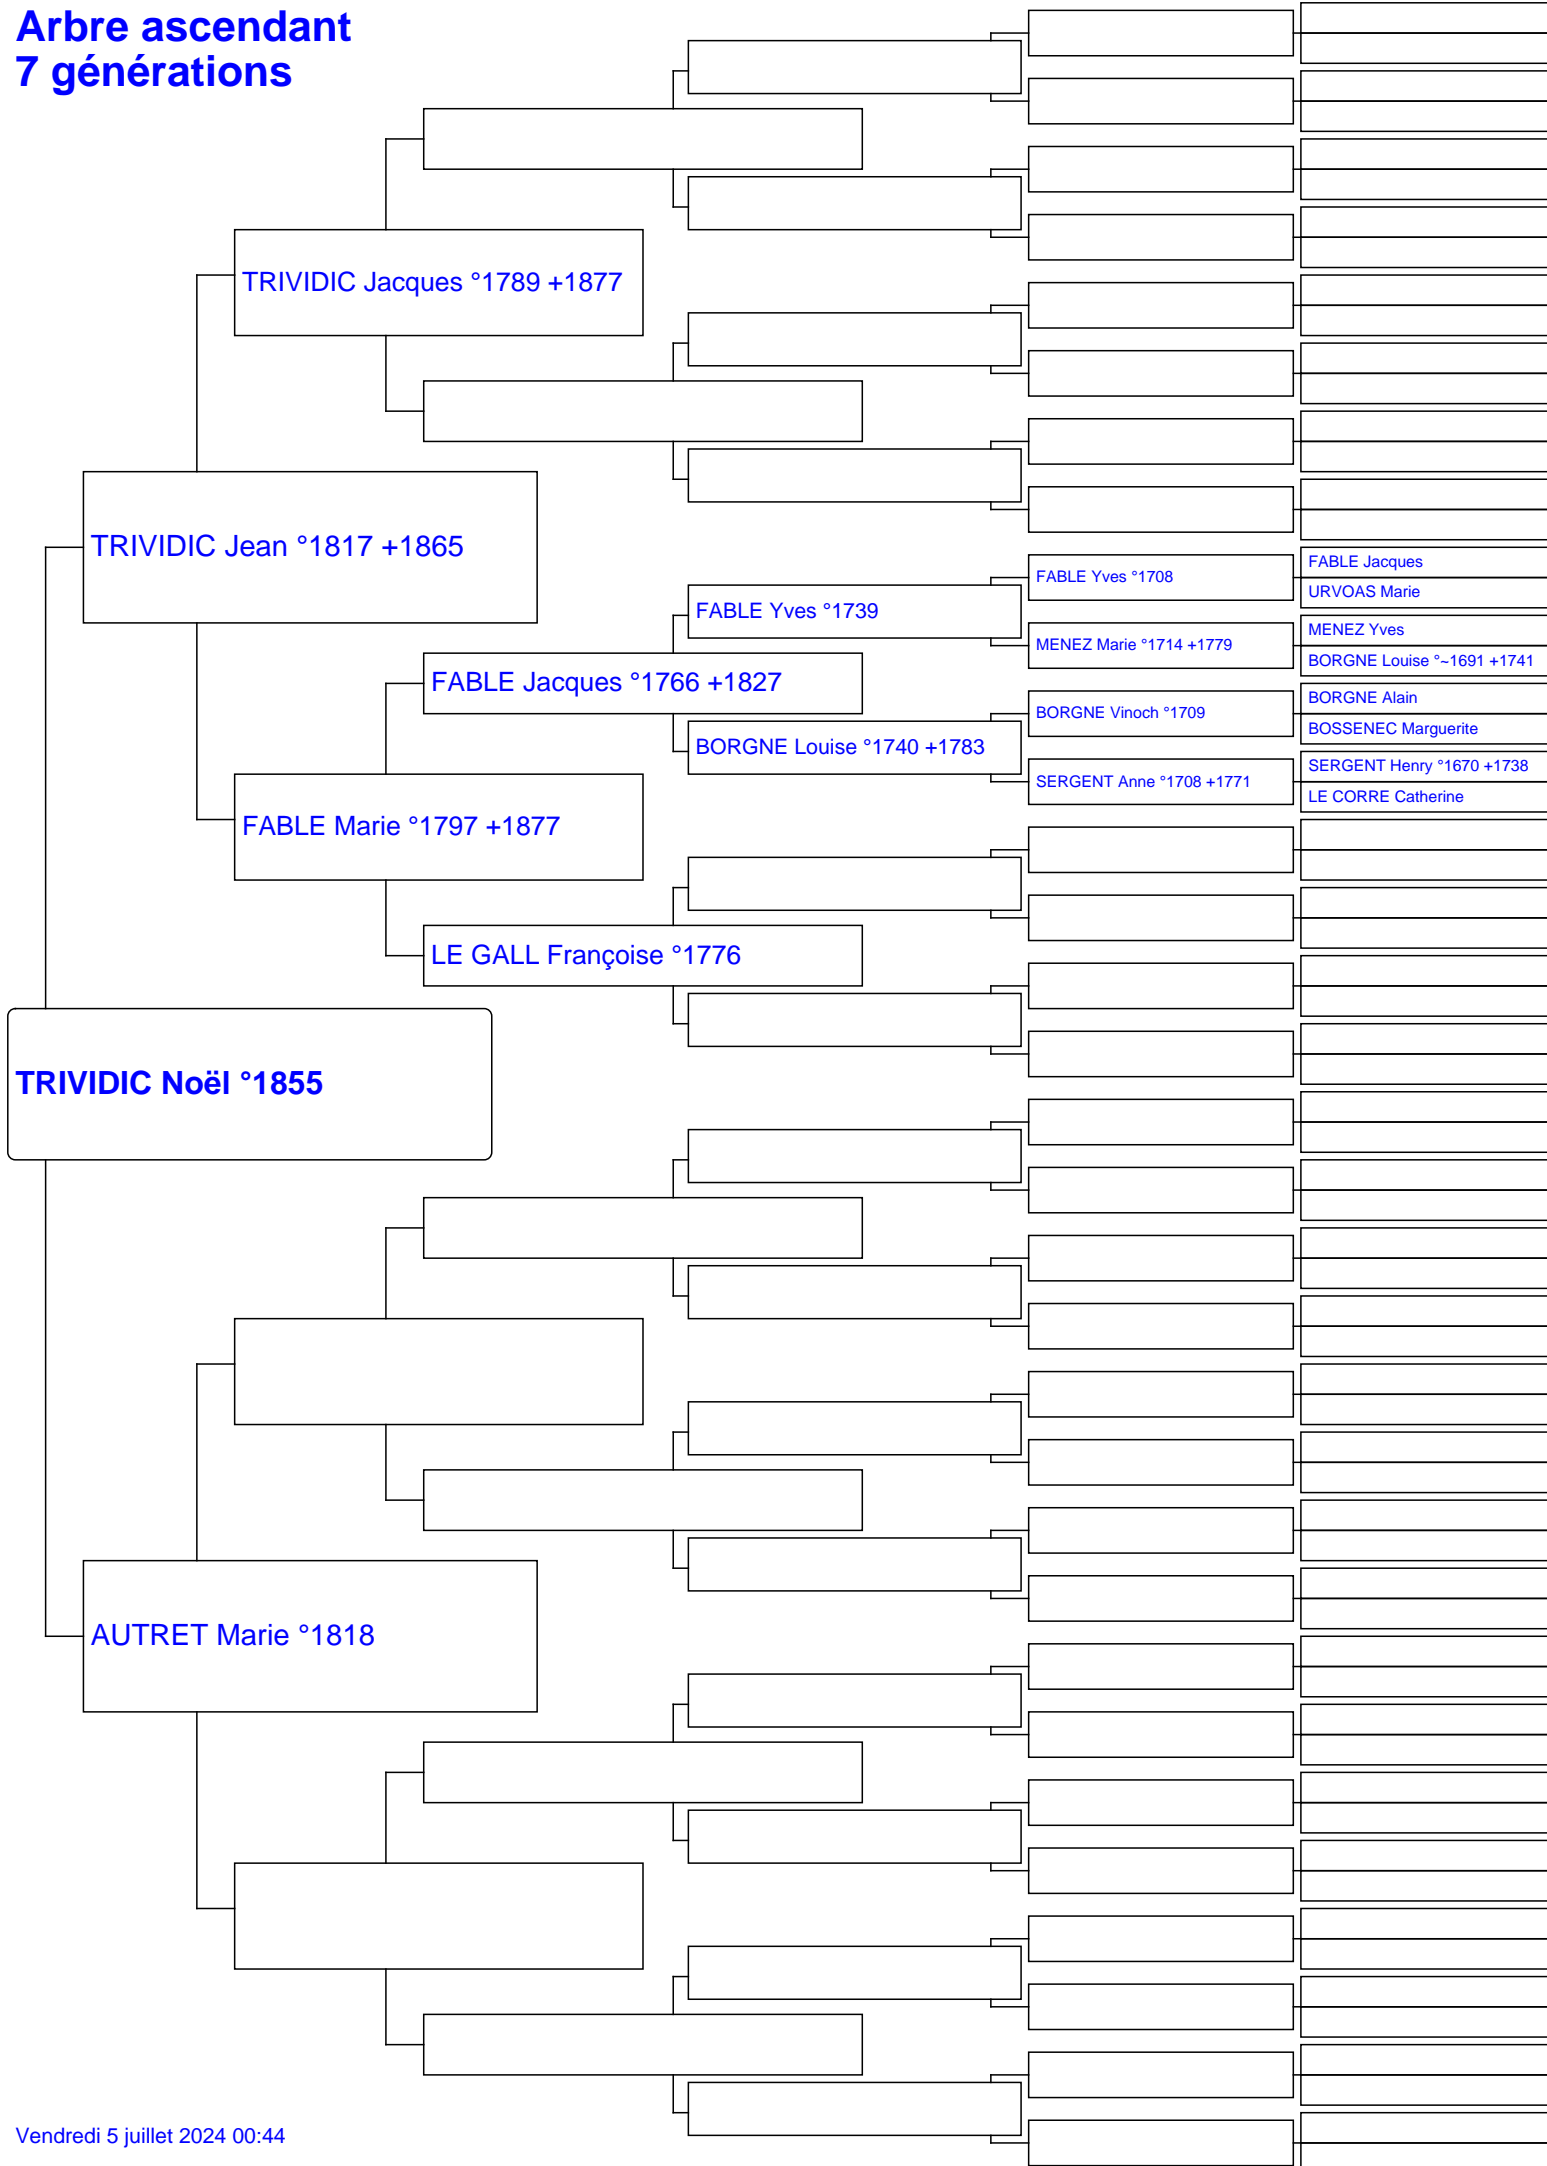 Arbre ascendant
7 générations
TRIVIDIC Jacques °1789 +1877
TRIVIDIC Jean °1817 +1865
FABLE Yves °1708
FABLE Jacques
URVOAS Marie
FABLE Yves °1739
MENEZ Marie °1714 +1779
MENEZ Yves
BORGNE Louise °~1691 +1741
FABLE Jacques °1766 +1827
BORGNE Vinoch °1709
BORGNE Alain
BOSSENEC Marguerite
BORGNE Louise °1740 +1783
SERGENT Anne °1708 +1771
SERGENT Henry °1670 +1738
LE CORRE Catherine
FABLE Marie °1797 +1877
LE GALL Françoise °1776
TRIVIDIC Noël °1855
AUTRET Marie °1818
Vendredi 5 juillet 2024 00:44